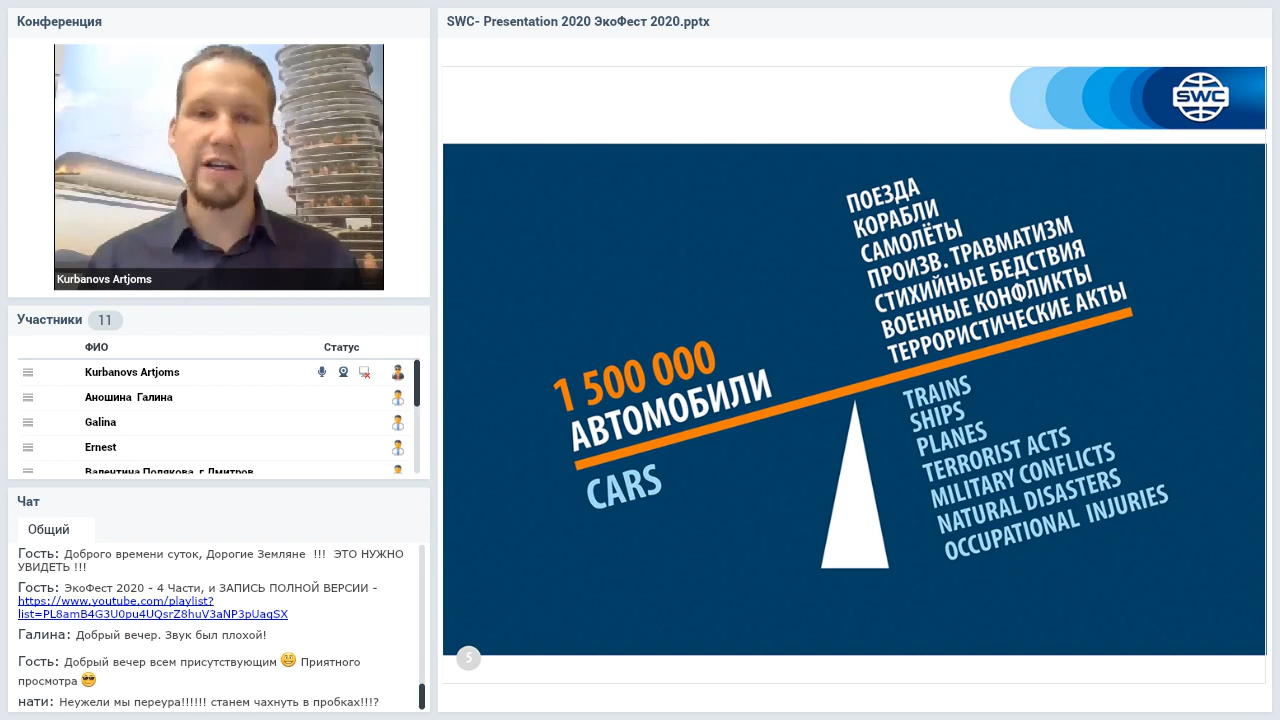 Конференция
Kurbanovs Artjoms
Участники 11
ФИО Статус
Kurbanovs Artjoms
Аношина Галина
Galina
Ernest
Валентина Полякова г Дмитров
Чат
Общий
Гость: Доброго времени суток, Дорогие Земляне !!! ЭТО НУЖНО
УВИДЕТЬ !!!
Гость: ЭкоФест 2020 - 4 Части, и ЗАПИСЬ ПОЛНОЙ ВЕРСИИ -
https://www.youtube.com/playlist?
list=PL8amB4G3U0pu4UQsrZ8huV3aNP3pUaqSX
Галина: Добрый вечер. Звук был плохой!
Гость: Добрый вечер всем присутствующим Приятного
просмотра
нати: Неужели мы переура!!!!!! станем чахнуть в пробках!!!?
SWC- Presentation 2020 ЭкоФест 2020.pptx
SWC
ПОЕЗДА
КОРАБЛИ
САМОЛЁТЫ
ПРОИЗВ. ТРАВМАТИЗМ
СТИХИЙНЫЕ БЕДСТВИЯ
ВОЕННЫЕ КОНФЛИКТЫ
ТЕРРОРИСТИЧЕСКИЕ АКТЫ
1 500 000
АВТОМОБИЛИ
CARS
TRAINS
SHIPS
PLANES
TERRORIST ACTS
MILITARY CONFLICTS
NATURAL DISASTERS
OCCUPATIONAL INJURIES
5